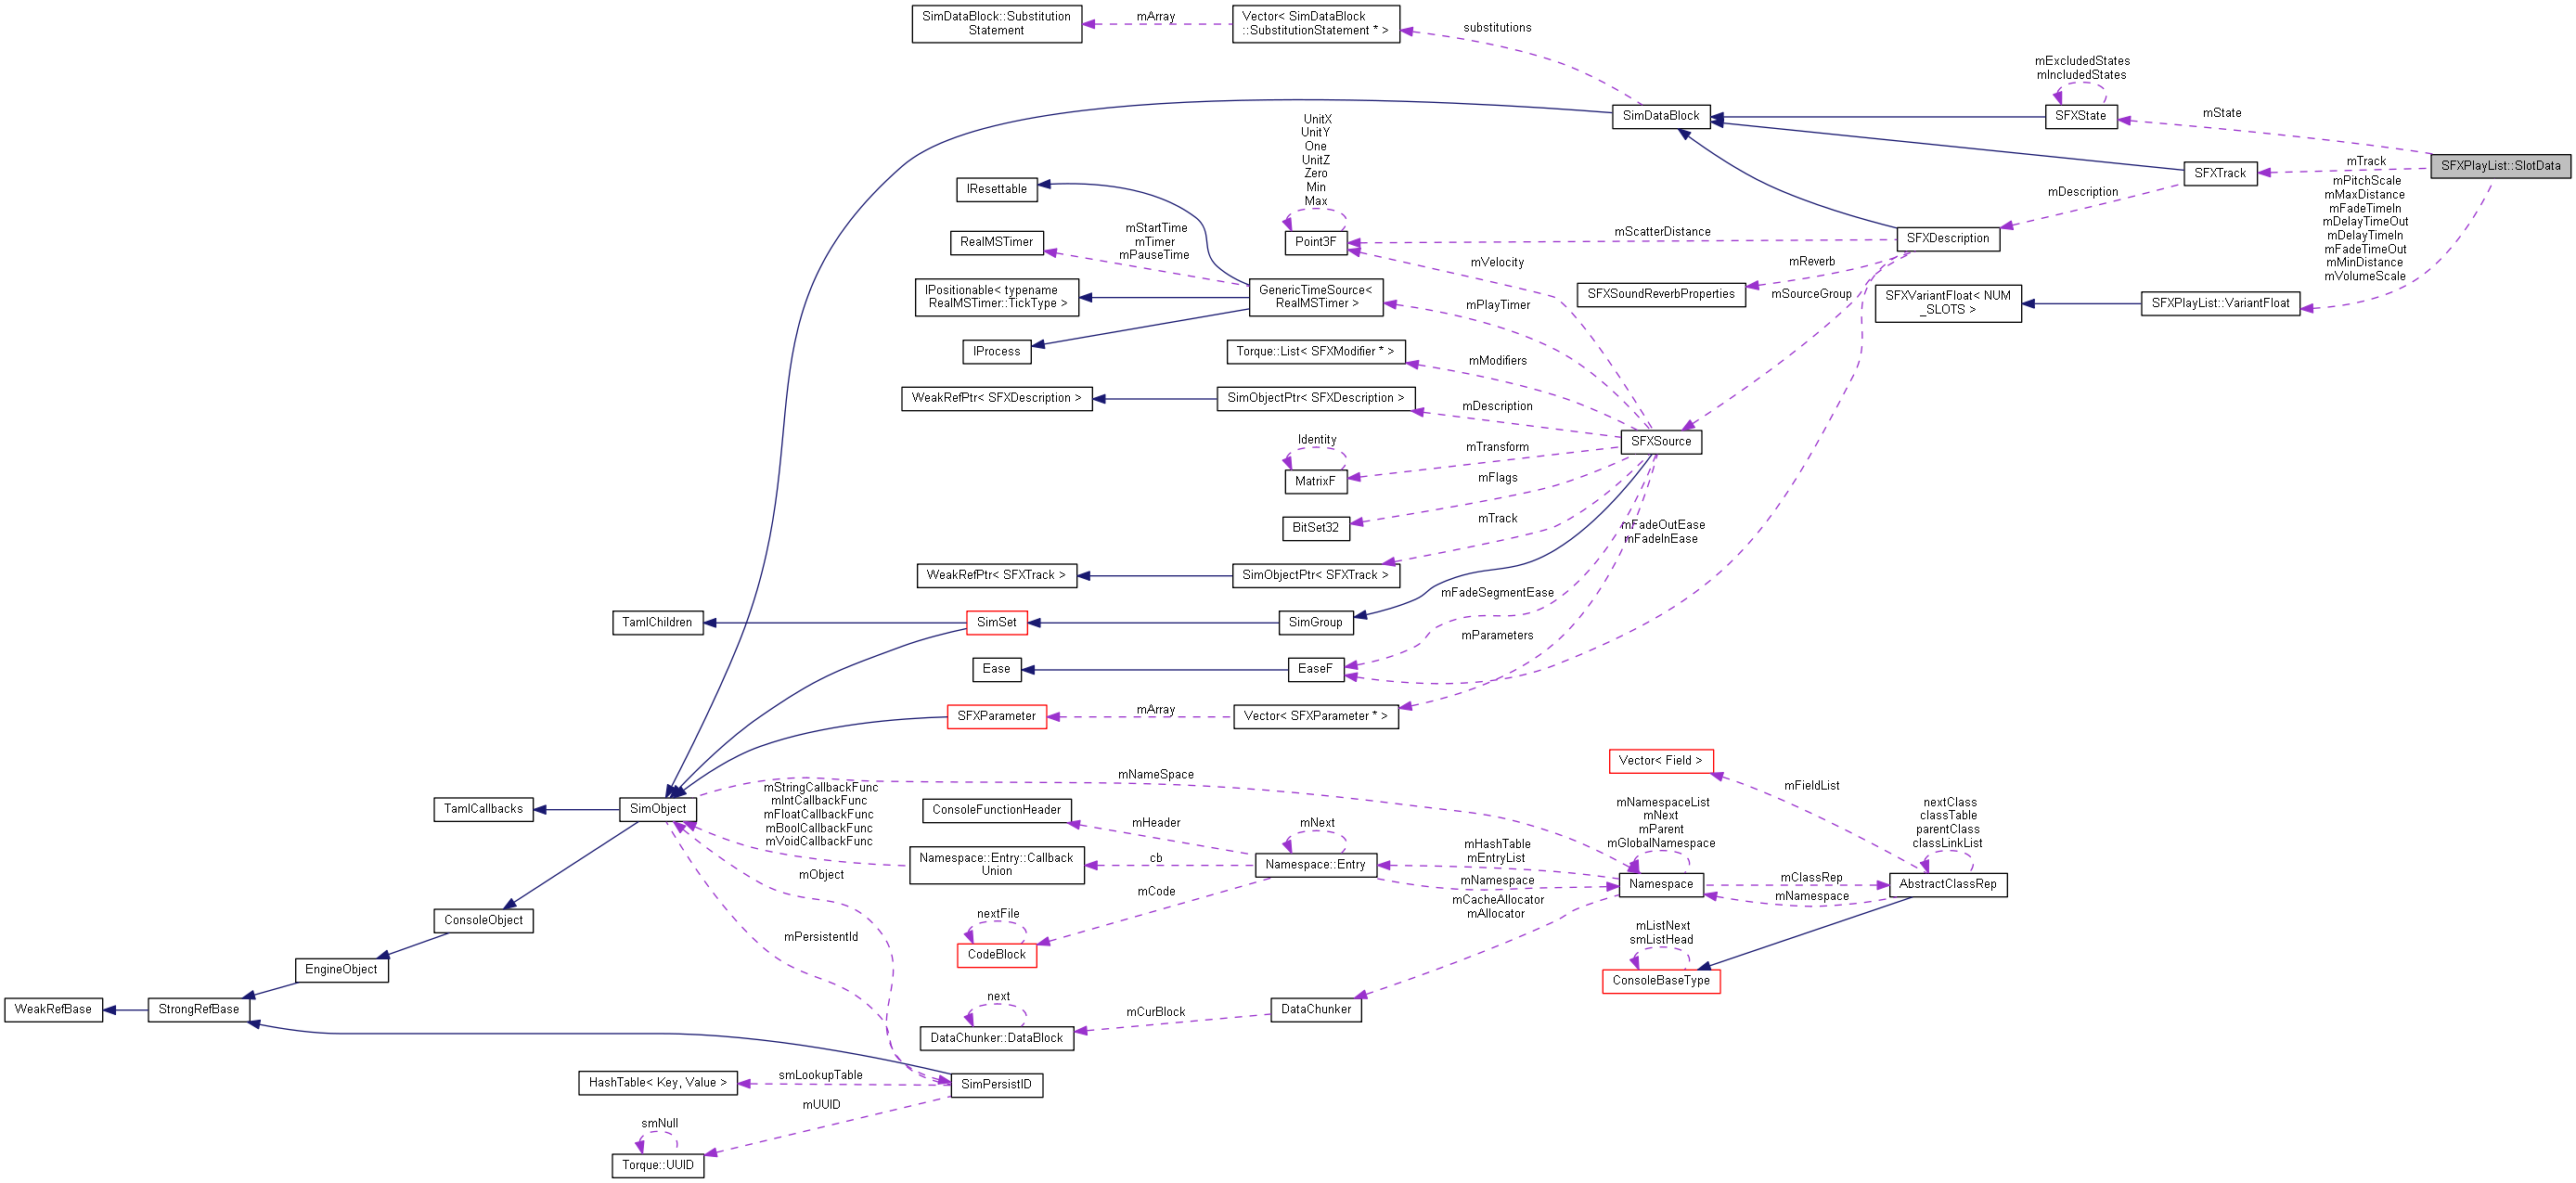 SimDataBlock::Substitution
Statement
mArray
Vector< SimDataBlock
::SubstitutionStatement * >
substitutions
mExcludedStates
mIncludedStates
SimDataBlock
SFXState
mState
SFXPlayList::SlotData
UnitX
UnitY
One
UnitZ
Zero
Min
Max
IResettable
mTrack
SFXTrack
mDescription
mPitchScale
mMaxDistance
mFadeTimeIn
mDelayTimeOut
mDelayTimeIn
mFadeTimeOut
mMinDistance
mVolumeScale
RealMSTimer
mStartTime
mTimer
mPauseTime
Point3F
mScatterDistance
SFXDescription
mVelocity
mReverb
IPositionable< typename
RealMSTimer::TickType >
GenericTimeSource<
RealMSTimer >
mPlayTimer
SFXSoundReverbProperties
mSourceGroup
SFXVariantFloat< NUM
_SLOTS >
SFXPlayList::VariantFloat
IProcess
Torque::List< SFXModifier * >
mModifiers
WeakRefPtr< SFXDescription >
SimObjectPtr< SFXDescription >
mDescription
SFXSource
Identity
MatrixF
mTransform
mFlags
BitSet32
mTrack
mFadeOutEase
mFadeInEase
WeakRefPtr< SFXTrack >
SimObjectPtr< SFXTrack >
mFadeSegmentEase
TamlChildren
SimSet
SimGroup
mParameters
Ease
EaseF
SFXParameter
mArray
Vector< SFXParameter * >
Vector< Field >
mNameSpace
mFieldList
TamlCallbacks
SimObject
mStringCallbackFunc
mIntCallbackFunc
mFloatCallbackFunc
mBoolCallbackFunc
mVoidCallbackFunc
ConsoleFunctionHeader
mHeader
mNext
mNamespaceList
mNext
mParent
mGlobalNamespace
nextClass
classTable
parentClass
classLinkList
mHashTable
mEntryList
Namespace::Entry::Callback
Union
cb
Namespace::Entry
mObject
mCode
mNamespace
Namespace
mClassRep
mNamespace
AbstractClassRep
mCacheAllocator
mAllocator
ConsoleObject
nextFile
CodeBlock
mPersistentId
mListNext
smListHead
ConsoleBaseType
EngineObject
WeakRefBase
StrongRefBase
next
DataChunker::DataBlock
mCurBlock
DataChunker
HashTable< Key, Value >
smLookupTable
SimPersistID
mUUID
smNull
Torque::UUID